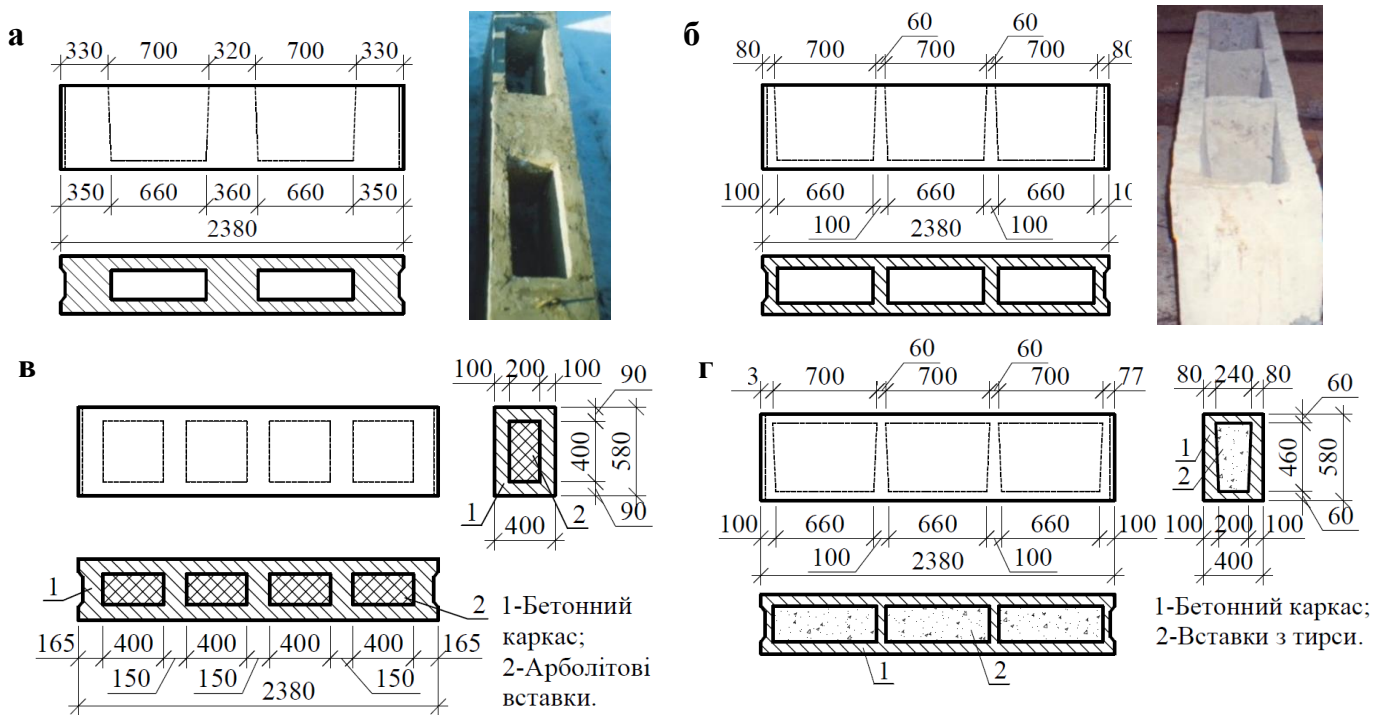 а
330 700 320 700 330
350 660 360 660 350
2380
б
60 60
80 700 700 700 80
100 660 660 660 10
100 2380 100
в
100 200 100
90
400 580
90
1 2
400
1 2
165 400 400 400 400 165
150 150 150
2380
1-Бетонний
каркас;
2-Арболітові
вставки.
г
60 60
3 700 700 700 77
100 660 660 660 100
100 2380 100
80 240 80
60
1
2
460 580
60
100 200 100
400
1 2
1-Бетонний каркас;
2-Вставки з тирси.